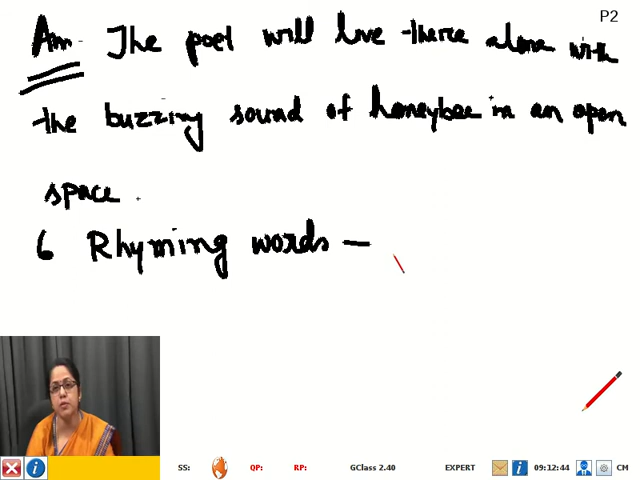 P2
Ans- The poet will live there alone with
the buzzing sound of honeybee in an open
space.
6 Rhyming words —
SS: QP: RP: GClass 2.40 EXPERT 09:12:44 CM